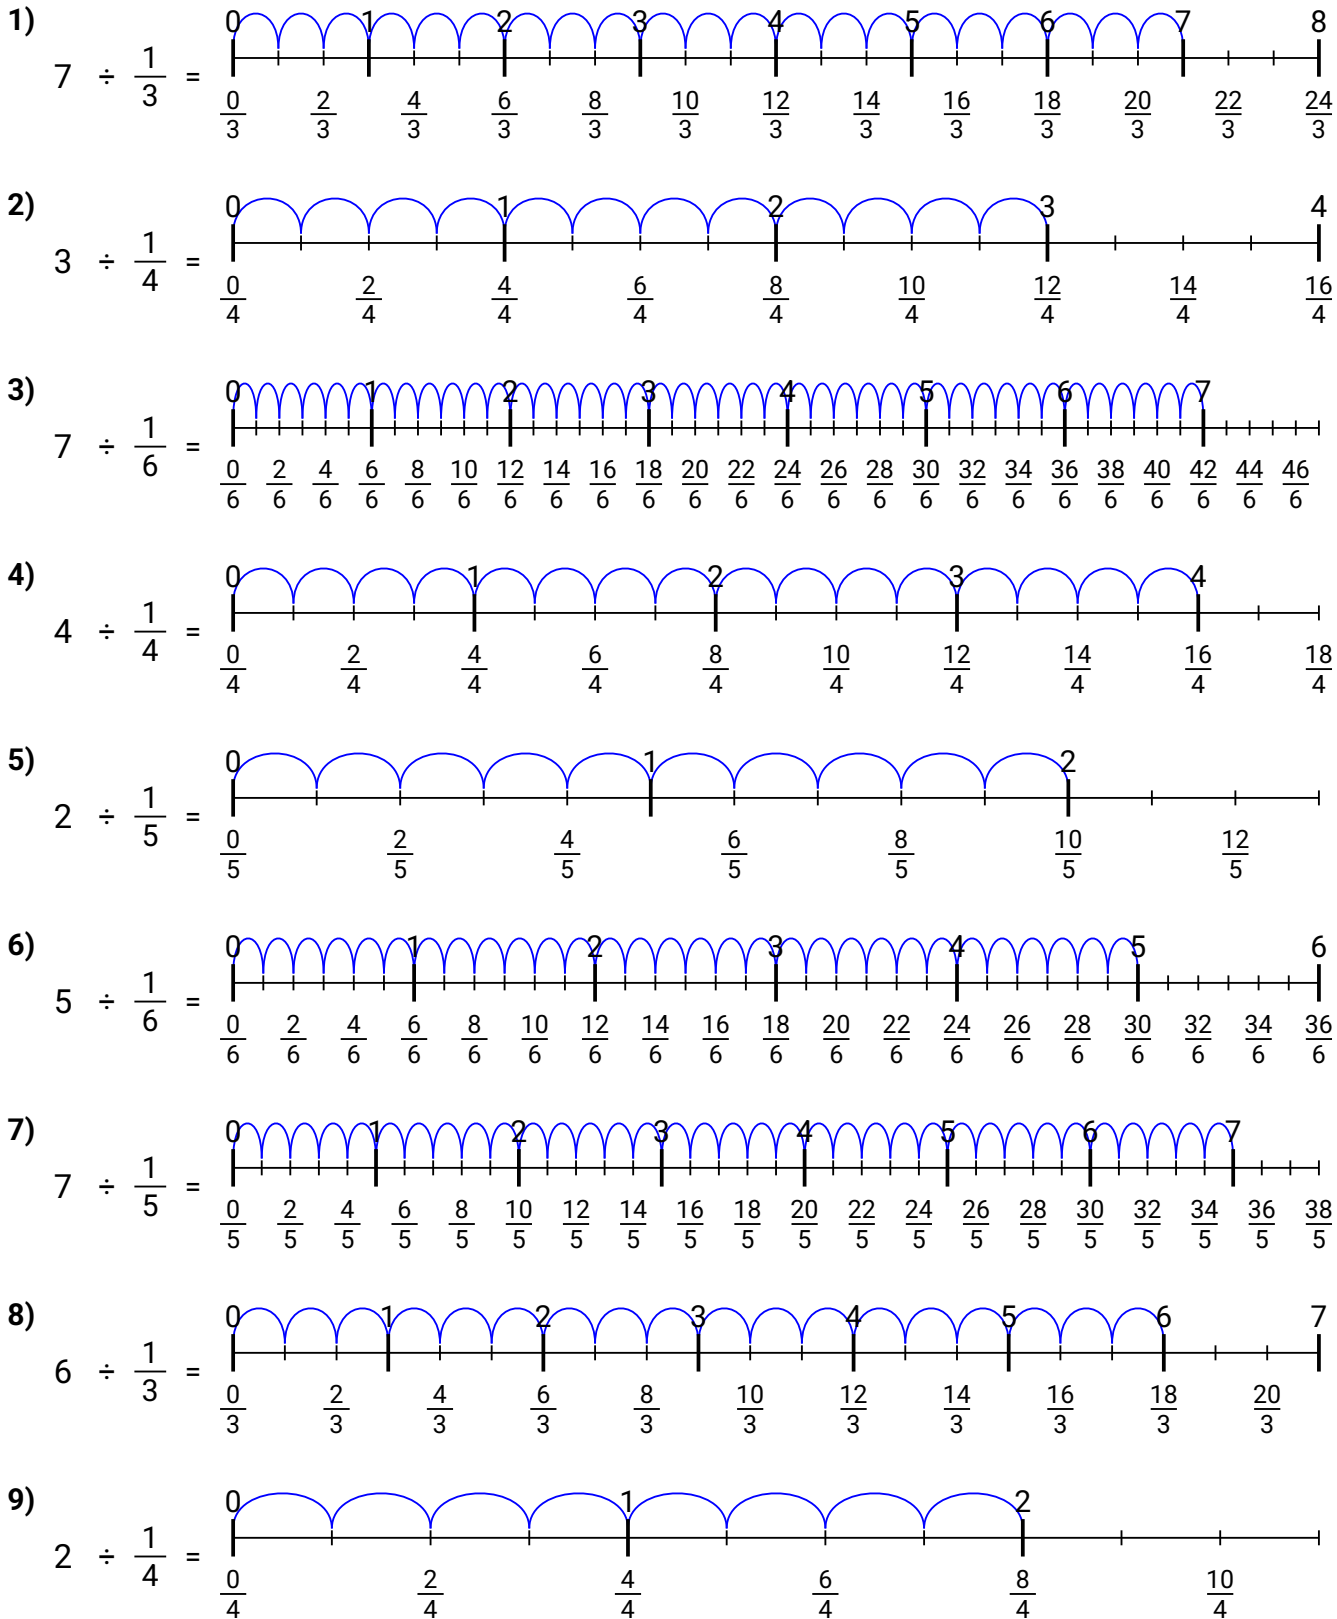 1) 0 1 2 3 4 5 6 7 8
7 ÷ 1/3 =
0/3 2/3 4/3 6/3 8/3 10/3 12/3 14/3 16/3 18/3 20/3 22/3 24/3
2) 0 1 2 3 4
3 ÷ 1/4 =
0/4 2/4 4/4 6/4 8/4 10/4 12/4 14/4 16/4
3) 0 1 2 3 4 5 6 7
7 ÷ 1/6 =
0/6 2/6 4/6 6/6 8/6 10/6 12/6 14/6 16/6 18/6 20/6 22/6 24/6 26/6 28/6 30/6 32/6 34/6 36/6 38/6 40/6 42/6 44/6 46/6
4) 0 1 2 3 4
4 ÷ 1/4 =
0/4 2/4 4/4 6/4 8/4 10/4 12/4 14/4 16/4 18/4
5) 0 1 2
2 ÷ 1/5 =
0/5 2/5 4/5 6/5 8/5 10/5 12/5
6) 0 1 2 3 4 5 6
5 ÷ 1/6 =
0/6 2/6 4/6 6/6 8/6 10/6 12/6 14/6 16/6 18/6 20/6 22/6 24/6 26/6 28/6 30/6 32/6 34/6 36/6
7) 0 1 2 3 4 5 6 7
7 ÷ 1/5 =
0/5 2/5 4/5 6/5 8/5 10/5 12/5 14/5 16/5 18/5 20/5 22/5 24/5 26/5 28/5 30/5 32/5 34/5 36/5 38/5
8) 0 1 2 3 4 5 6 7
6 ÷ 1/3 =
0/3 2/3 4/3 6/3 8/3 10/3 12/3 14/3 16/3 18/3 20/3
9) 0 1 2
2 ÷ 1/4 =
0/4 2/4 4/4 6/4 8/4 10/4